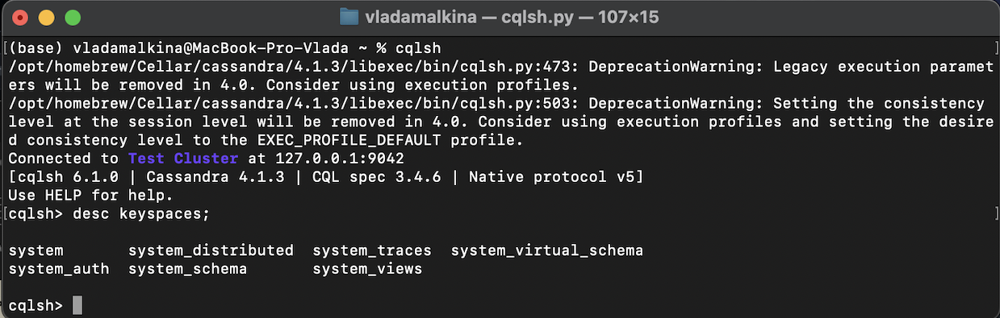 vladamalkina — cqlsh.py — 107×15
[(base) vladamalkina@MacBook-Pro-Vlada ~ % cqlsh ]
/opt/homebrew/Cellar/cassandra/4.1.3/libexec/bin/cqlsh.py:473: DeprecationWarning: Legacy execution paramet
ers will be removed in 4.0. Consider using execution profiles.
/opt/homebrew/Cellar/cassandra/4.1.3/libexec/bin/cqlsh.py:503: DeprecationWarning: Setting the consistency
level at the session level will be removed in 4.0. Consider using execution profiles and setting the desire
d consistency level to the EXEC_PROFILE_DEFAULT profile.
Connected to Test Cluster at 127.0.0.1:9042
[cqlsh 6.1.0 | Cassandra 4.1.3 | CQL spec 3.4.6 | Native protocol v5]
Use HELP for help.
[cqlsh> desc keyspaces; ]
system system_distributed system_traces system_virtual_schema
system_auth system_schema system_views
cqlsh>